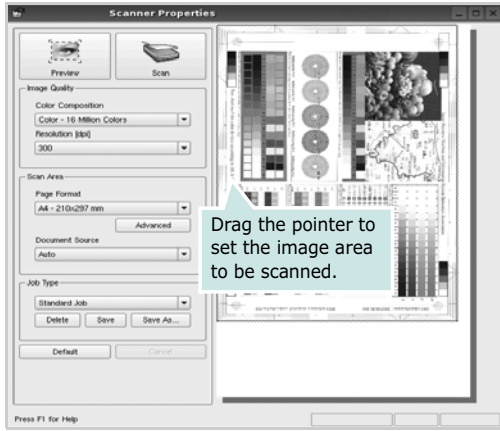 Scanner Properties
Preview
Scan
Image Quality
Color Composition
Color - 16 Million Colors
Resolution [dpi]
300
Scan Area
Page Format
A4 - 210x297 mm
Advanced
Document Source
Auto
Job Type
Standard Job
Delete
Save
Save As...
Default
Cancel
Drag the pointer to
set the image area
to be scanned.
Press F1 for Help